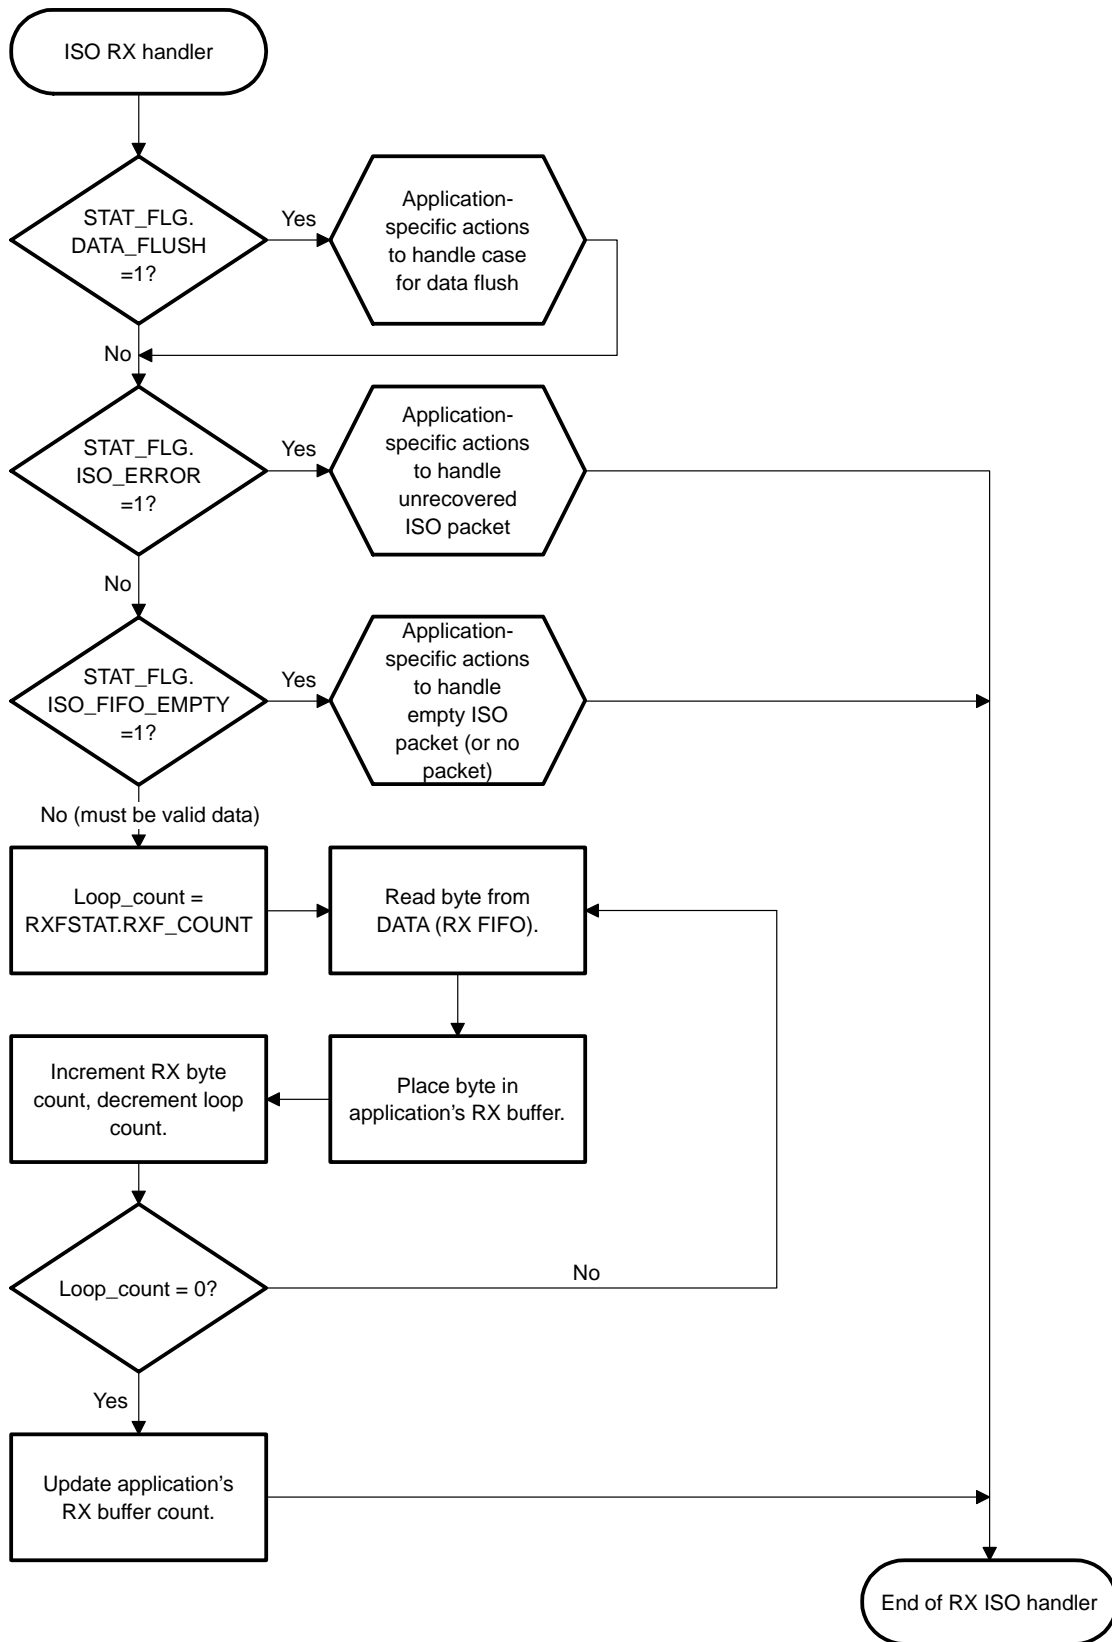 ISO RX handler
STAT_FLG.
DATA_FLUSH
=1?
Yes
Application-
specific actions
to handle case
for data flush
No
STAT_FLG.
ISO_ERROR
=1?
Yes
Application-
specific actions
to handle
unrecovered
ISO packet
No
STAT_FLG.
ISO_FIFO_EMPTY
=1?
Yes
Application-
specific actions
to handle
empty ISO
packet (or no
packet)
No (must be valid data)
Loop_count =
RXFSTAT.RXF_COUNT
Read byte from
DATA (RX FIFO).
Increment RX byte
count, decrement loop
count.
Place byte in
application's RX buffer.
Loop_count = 0?
No
Yes
Update application's
RX buffer count.
End of RX ISO handler